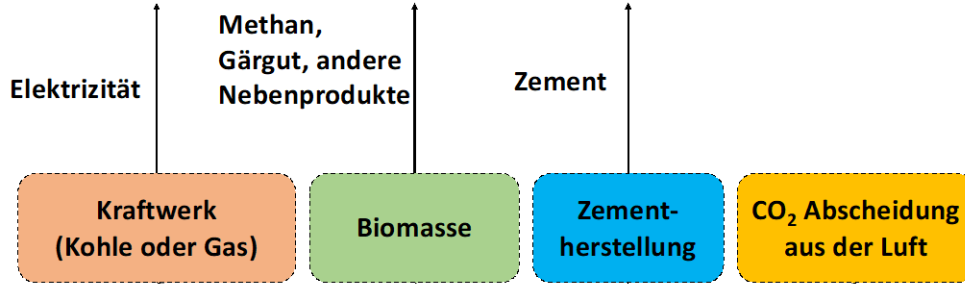 Methan,
Gärgut, andere
Nebenprodukte
Elektrizität
Zement
Kraftwerk
(Kohle oder Gas)
Biomasse
Zement-
herstellung
CO₂ Abscheidung
aus der Luft